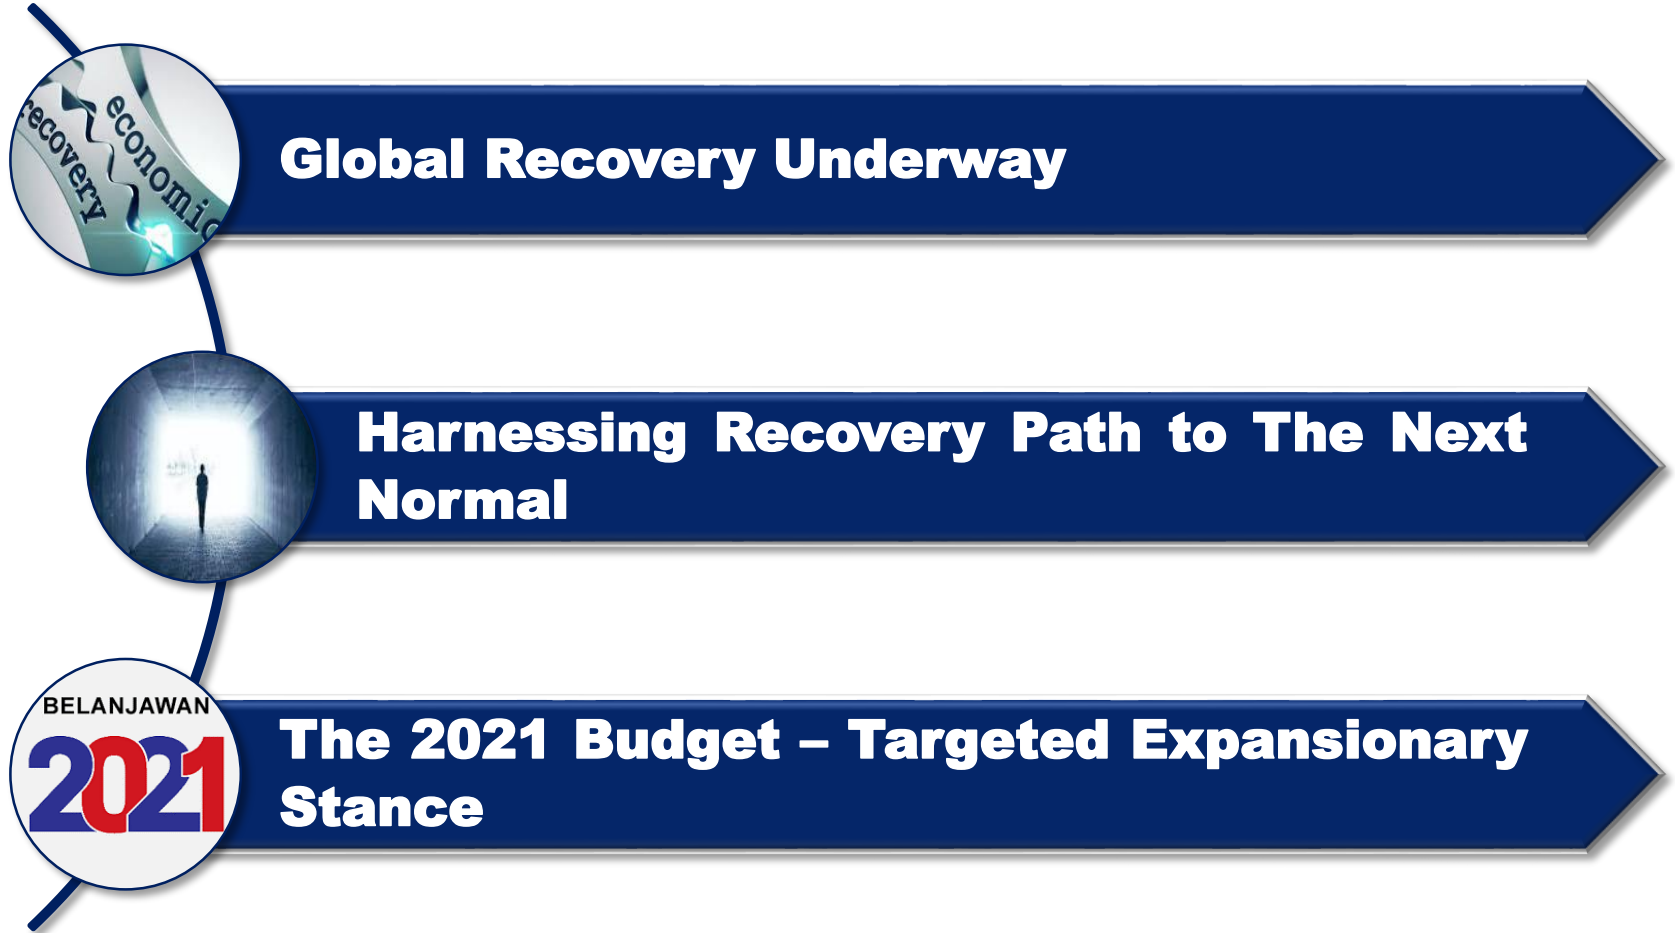 economic
recovery
Global Recovery Underway
Harnessing Recovery Path to The Next
Normal
BELANJAWAN
2021
The 2021 Budget – Targeted Expansionary
Stance